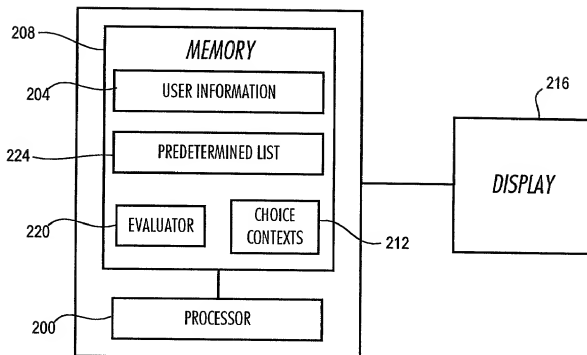 208
MEMORY
204
USER INFORMATION
216
224
PREDETERMINED LIST
DISPLAY
220
EVALUATOR
CHOICE
CONTEXTS
212
200
PROCESSOR